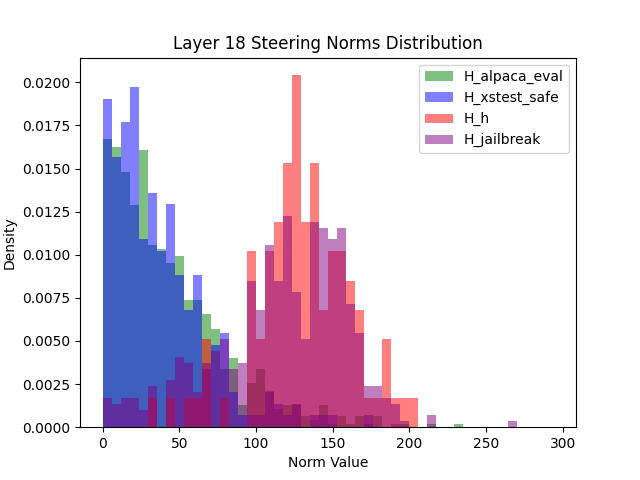 Layer 18 Steering Norms Distribution
H_alpaca_eval
H_xstest_safe
H_h
H_jailbreak
Density
0.0200
0.0175
0.0150
0.0125
0.0100
0.0075
0.0050
0.0025
0.0000
0 50 100 150 200 250 300
Norm Value